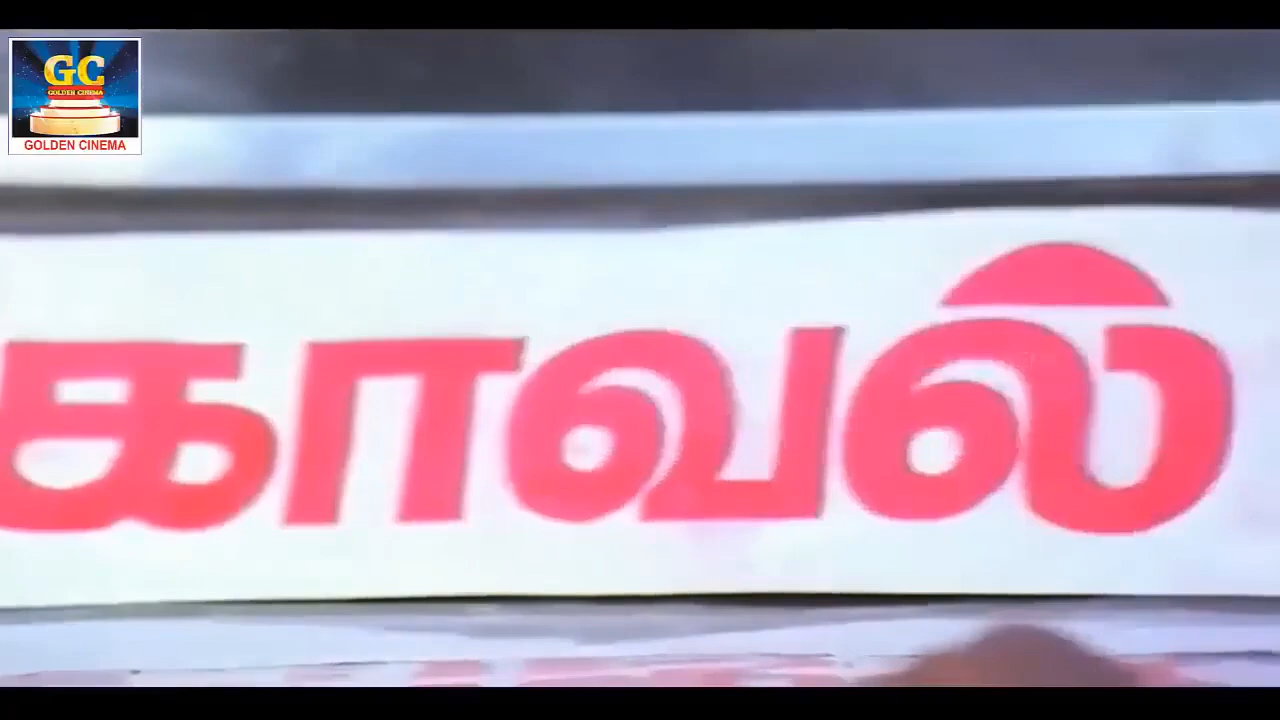 GC
GOLDEN CINEMA
GOLDEN CINEMA
காவல்